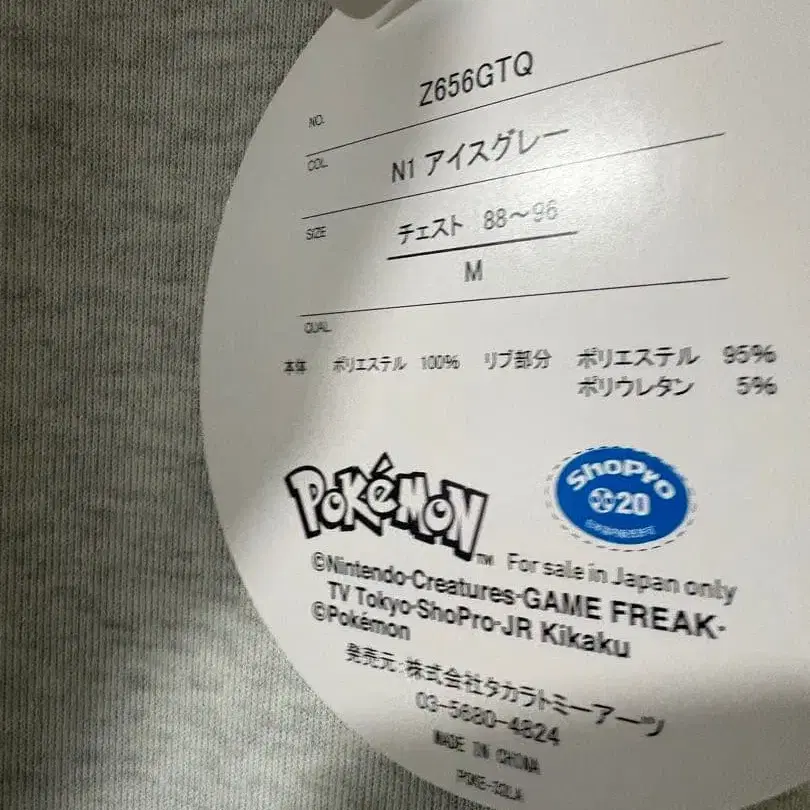 NO. Z656GTQ
COL. N1 アイスグレー
SIZE チェスト 88～96
M
QUAL.
本体 ポリエステル 100% リブ部分 ポリエステル 95%
ポリウレタン 5%
POKéMON TM
ShoPro
20
For sale in Japan only
©Nintendo·Creatures·GAME FREAK·
TV Tokyo·ShoPro·JR Kikaku
©Pokémon
発売元:株式会社タカラトミーアーツ
03-5680-4824
MADE IN CHINA